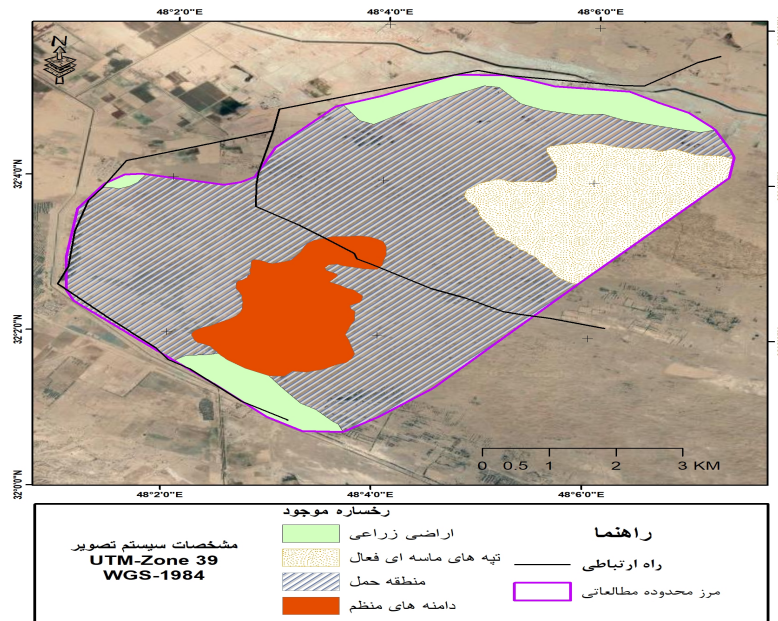 48°2'0"E 48°4'0"E 48°6'0"E
N
32°4'0"N
32°2'0"N
32°0'0"N
0 0.5 1 2 3 KM
48°2'0"E 48°4'0"E 48°6'0"E
راهنما
راه ارتباطی
مرز محدوده مطالعاتی
رخساره موجود
اراضی زراعی
تپه های ماسه ای فعال
منطقه حمل
دامنه های منظم
مشخصات سیستم تصویر
UTM-Zone 39
WGS-1984